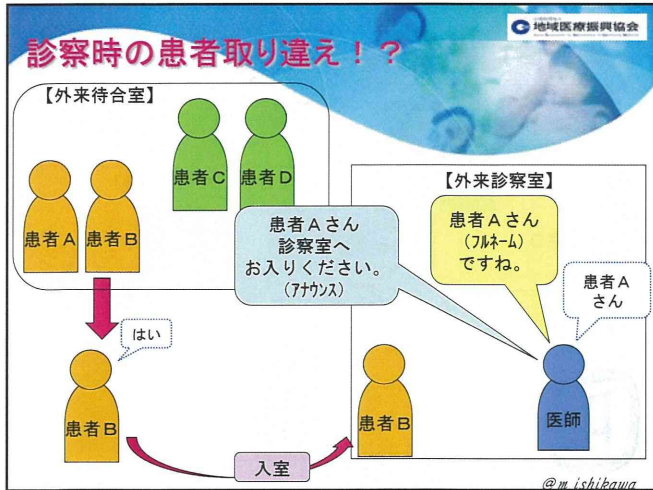 地域医療振興協会
診察時の患者取り違え！？
【外来待合室】
患者C
患者D
患者A
患者B
【外来診察室】
患者Aさん
診察室へ
お入りください。
(アナウンス)
患者Aさん
(フルネーム)
ですね。
患者A
さん
はい
患者B
患者B
医師
入室
@m ishikawa